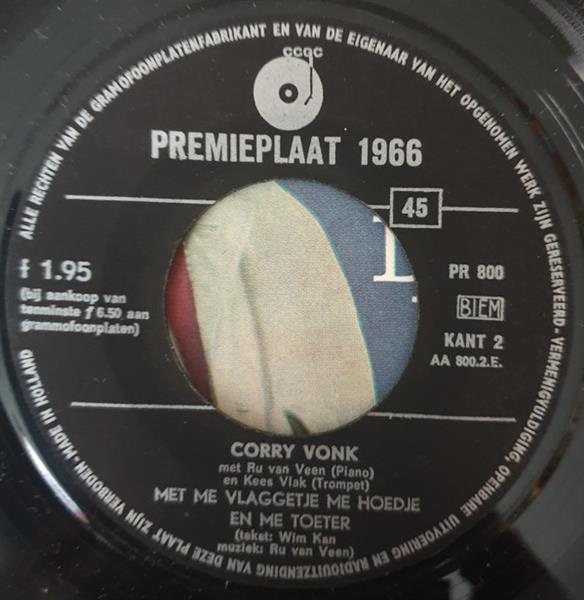 ALLE RECHTEN VAN DE GRAMOFOONPLATENFABRIKANT EN VAN DE EIGENAAR VAN HET OPGENOMEN WERK ZIJN GERESERVEERD - VERMENIGVULDIGING, OPENBARE UITVOERING EN RADIOUITZENDING VAN DEZE PLAAT ZIJN VERBODEN - MADE IN HOLLAND
ccgc
PREMIEPLAAT 1966
45
f 1.95
(bij aankoop van
tenminste f 6.50 aan
grammofoonplaten)
PR 800
BIEM
KANT 2
AA 800.2.E.
CORRY VONK
met Ru van Veen (Piano)
en Kees Vlak (Trompet)
MET ME VLAGGETJE ME HOEDJE
EN ME TOETER
(tekst: Wim Kan
muziek: Ru van Veen)